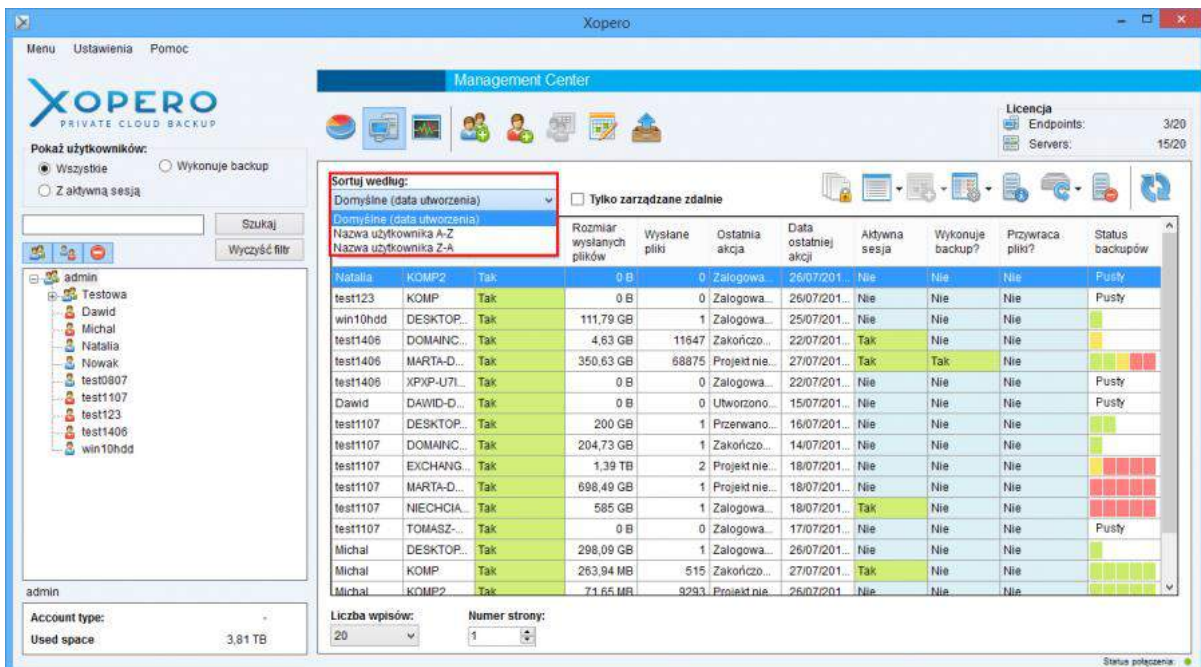 Xopero
Menu Ustawienia Pomoc
XOPERO
PRIVATE CLOUD BACKUP
Management Center
Licencja
Endpoints: 3/20
Servers: 15/20
Pokaż użytkowników:
Wszystkie Wykonuje backup
Z aktywną sesją
Szukaj
Wyczyść filtr
admin
Testowa
Dawid
Michal
Natalia
Nowak
test0807
test1107
test123
test1406
win10hdd
admin
Account type: -
Used space 3,81 TB
Sortuj według:
Domyślne (data utworzenia)
Tylko zarządzane zdalnie
Domyślne (data utworzenia)
Nazwa użytkownika A-Z
Nazwa użytkownika Z-A
Rozmiar wysłanych plików Wysłane pliki Ostatnia akcja Data ostatniej akcji Aktywna sesja Wykonuje backup? Przywraca pliki? Status backupów
Natalia KOMP2 Tak 0 B 0 Zalogowa... 26/07/201... Nie Nie Nie Pusty
test123 KOMP Tak 0 B 0 Zalogowa... 26/07/201... Nie Nie Nie Pusty
win10hdd DESKTOP... Tak 111,79 GB 1 Zalogowa... 25/07/201... Nie Nie Nie
test1406 DOMAINC... Tak 4,63 GB 11647 Zakończo... 22/07/201... Tak Nie Nie
test1406 MARTA-D... Tak 350,63 GB 68875 Projekt nie... 27/07/201... Tak Tak Nie
test1406 XPXP-U7I... Tak 0 B 0 Zalogowa... 22/07/201... Nie Nie Nie Pusty
Dawid DAWID-D... Tak 0 B 0 Utworzono... 15/07/201... Nie Nie Nie Pusty
test1107 DESKTOP... Tak 200 GB 1 Przerwano... 16/07/201... Nie Nie Nie
test1107 DOMAINC... Tak 204,73 GB 1 Zakończo... 14/07/201... Nie Nie Nie
test1107 EXCHANG... Tak 1,39 TB 2 Projekt nie... 18/07/201... Nie Nie Nie
test1107 MARTA-D... Tak 698,49 GB 1 Projekt nie... 18/07/201... Nie Nie Nie
test1107 NIECHCIA... Tak 585 GB 1 Zalogowa... 18/07/201... Tak Nie Nie
test1107 TOMASZ-... Tak 0 B 0 Zalogowa... 17/07/201... Nie Nie Nie Pusty
Michal DESKTOP... Tak 298,09 GB 1 Zalogowa... 26/07/201... Nie Nie Nie
Michal KOMP Tak 263,94 MB 515 Zakończo... 27/07/201... Tak Nie Nie
Michal KOMP2 Tak 71,65 MB 9293 Projekt nie... 26/07/201... Nie Nie Nie
Liczba wpisów: Numer strony:
20 1
Status połączenia: